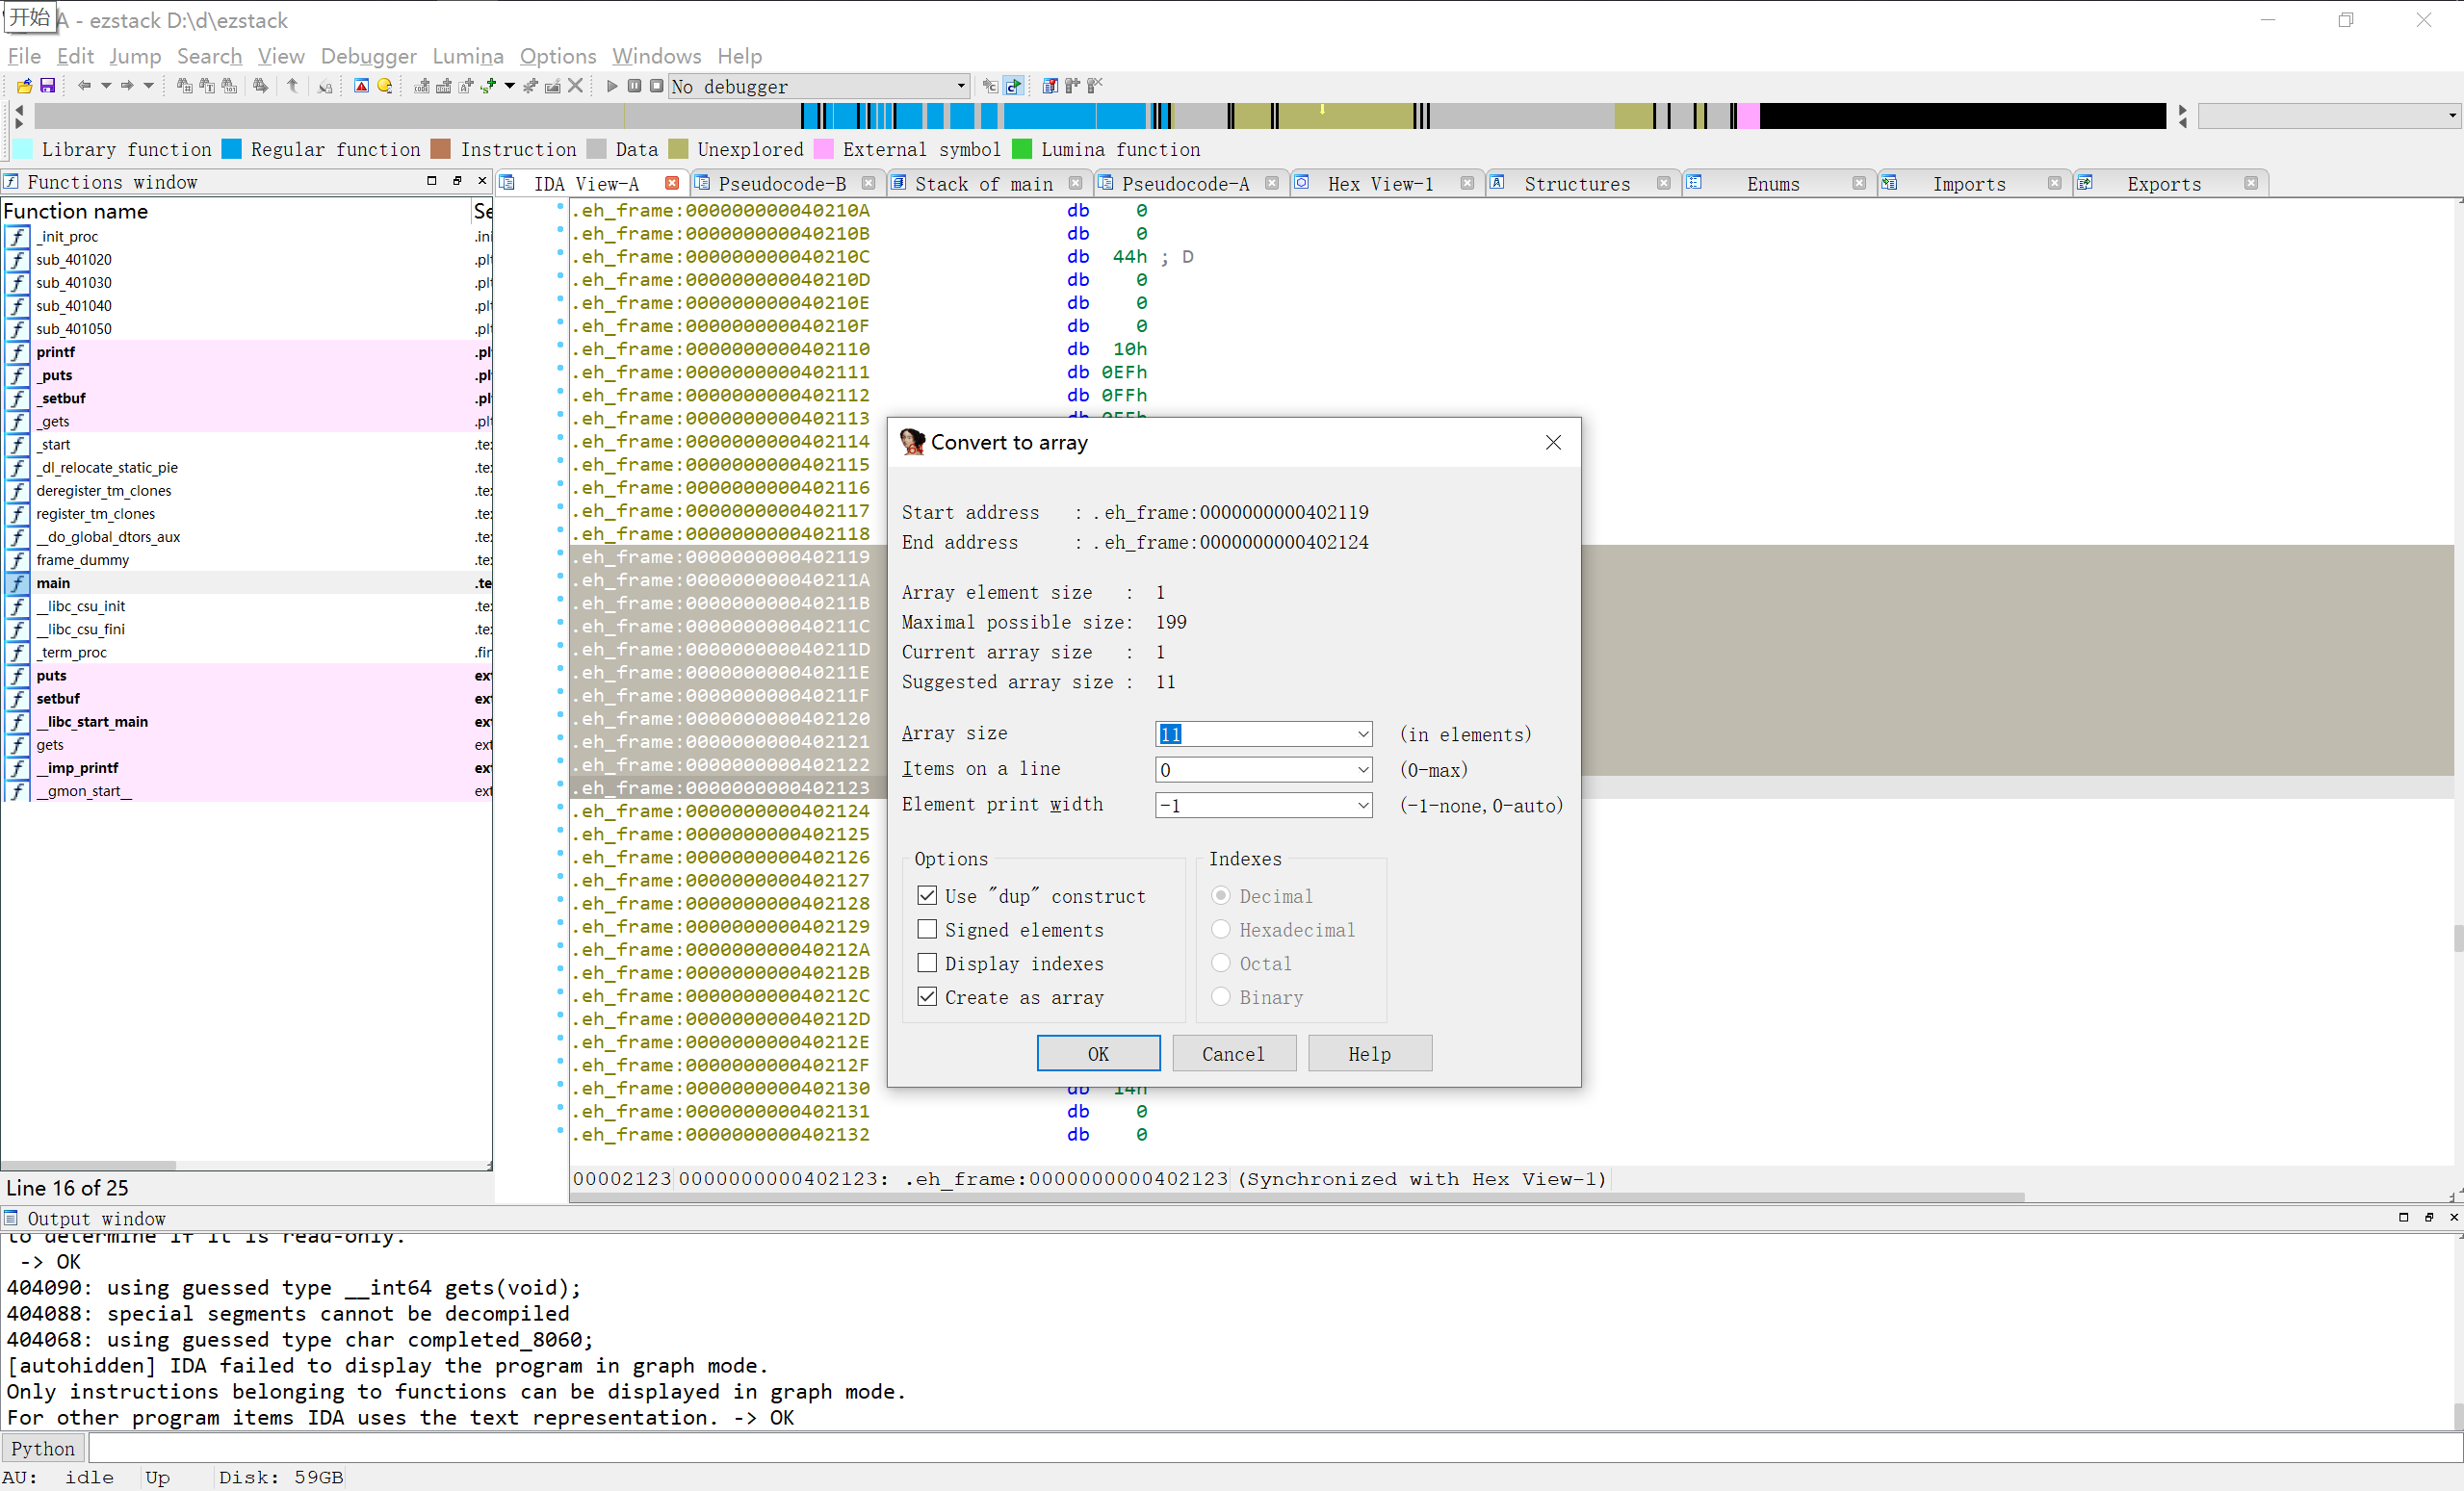 开始 A - ezstack D:\d\ezstack
File Edit Jump Search View Debugger Lumina Options Windows Help
No debugger
Library function Regular function Instruction Data Unexplored External symbol Lumina function
Functions window
IDA View-A Pseudocode-B Stack of main Pseudocode-A Hex View-1 Structures Enums Imports Exports
Function name Se
_init_proc .ini
sub_401020 .plt
sub_401030 .plt
sub_401040 .plt
sub_401050 .plt
printf .plt
_puts .plt
_setbuf .plt
_gets .plt
_start .te
_dl_relocate_static_pie .te
deregister_tm_clones .te
register_tm_clones .te
__do_global_dtors_aux .te
frame_dummy .te
main .te
__libc_csu_init .te
__libc_csu_fini .te
_term_proc .fin
puts ext
setbuf ext
__libc_start_main ext
gets ext
__imp_printf ext
__gmon_start__ ext
Line 16 of 25
.eh_frame:000000000040210A db 0
.eh_frame:000000000040210B db 0
.eh_frame:000000000040210C db 44h ; D
.eh_frame:000000000040210D db 0
.eh_frame:000000000040210E db 0
.eh_frame:000000000040210F db 0
.eh_frame:0000000000402110 db 10h
.eh_frame:0000000000402111 db 0EFh
.eh_frame:0000000000402112 db 0FFh
.eh_frame:0000000000402113 db 0FFh
.eh_frame:0000000000402114
.eh_frame:0000000000402115
.eh_frame:0000000000402116
.eh_frame:0000000000402117
.eh_frame:0000000000402118
.eh_frame:0000000000402119
.eh_frame:000000000040211A
.eh_frame:000000000040211B
.eh_frame:000000000040211C
.eh_frame:000000000040211D
.eh_frame:000000000040211E
.eh_frame:000000000040211F
.eh_frame:0000000000402120
.eh_frame:0000000000402121
.eh_frame:0000000000402122
.eh_frame:0000000000402123
.eh_frame:0000000000402124
.eh_frame:0000000000402125
.eh_frame:0000000000402126
.eh_frame:0000000000402127
.eh_frame:0000000000402128
.eh_frame:0000000000402129
.eh_frame:000000000040212A
.eh_frame:000000000040212B
.eh_frame:000000000040212C
.eh_frame:000000000040212D
.eh_frame:000000000040212E
.eh_frame:000000000040212F
.eh_frame:0000000000402130 db 14h
.eh_frame:0000000000402131 db 0
.eh_frame:0000000000402132 db 0
00002123 0000000000402123: .eh_frame:0000000000402123 (Synchronized with Hex View-1)
Convert to array
Start address : .eh_frame:0000000000402119
End address : .eh_frame:0000000000402124
Array element size : 1
Maximal possible size: 199
Current array size : 1
Suggested array size : 11
Array size 11 (in elements)
Items on a line 0 (0-max)
Element print width -1 (-1-none,0-auto)
Options Indexes
Use "dup" construct Decimal
Signed elements Hexadecimal
Display indexes Octal
Create as array Binary
OK Cancel Help
Output window
to determine if it is read-only.
-> OK
404090: using guessed type __int64 gets(void);
404088: special segments cannot be decompiled
404068: using guessed type char completed_8060;
[autohidden] IDA failed to display the program in graph mode.
Only instructions belonging to functions can be displayed in graph mode.
For other program items IDA uses the text representation. -> OK
Python
AU: idle Up Disk: 59GB